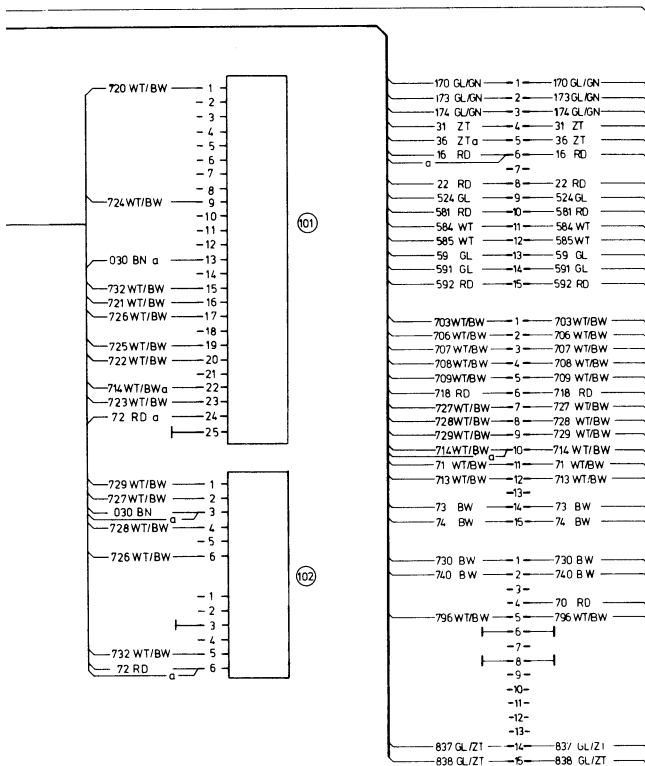 720 WT/BW 1
2
3
4
5
6
7
8
724 WT/BW 9
10
11
12
030 BN a 13
14
732 WT/BW 15
721 WT/BW 16
726 WT/BW 17
18
725 WT/BW 19
722 WT/BW 20
21
714 WT/BWa 22
723 WT/BW 23
72 RD a 24
25
101
729 WT/BW 1
727 WT/BW 2
030 BN 3
a
728 WT/BW 4
5
726 WT/BW 6
1
2
3
4
732 WT/BW 5
72 RD 6
a
102
170 GL/GN 1 170 GL/GN
173 GL/GN 2 173 GL/GN
174 GL/GN 3 174 GL/GN
31 ZT 4 31 ZT
36 ZTa 5 36 ZT
16 RD 6 16 RD
a
7
22 RD 8 22 RD
524 GL 9 524 GL
581 RD 10 581 RD
584 WT 11 584 WT
585 WT 12 585 WT
59 GL 13 59 GL
591 GL 14 591 GL
592 RD 15 592 RD
703 WT/BW 1 703 WT/BW
706 WT/BW 2 706 WT/BW
707 WT/BW 3 707 WT/BW
708 WT/BW 4 708 WT/BW
709 WT/BW 5 709 WT/BW
718 RD 6 718 RD
727 WT/BW 7 727 WT/BW
728 WT/BW 8 728 WT/BW
729 WT/BW 9 729 WT/BW
714 WT/BW 10 714 WT/BW
a
71 WT/BW 11 71 WT/BW
713 WT/BW 12 713 WT/BW
13
73 BW 14 73 BW
74 BW 15 74 BW
730 BW 1 730 BW
740 BW 2 740 BW
3
4 70 RD
796 WT/BW 5 796 WT/BW
6
7
8
9
10
11
12
13
837 GL/ZT 14 837 GL/ZT
838 GL/ZT 15 838 GL/ZT